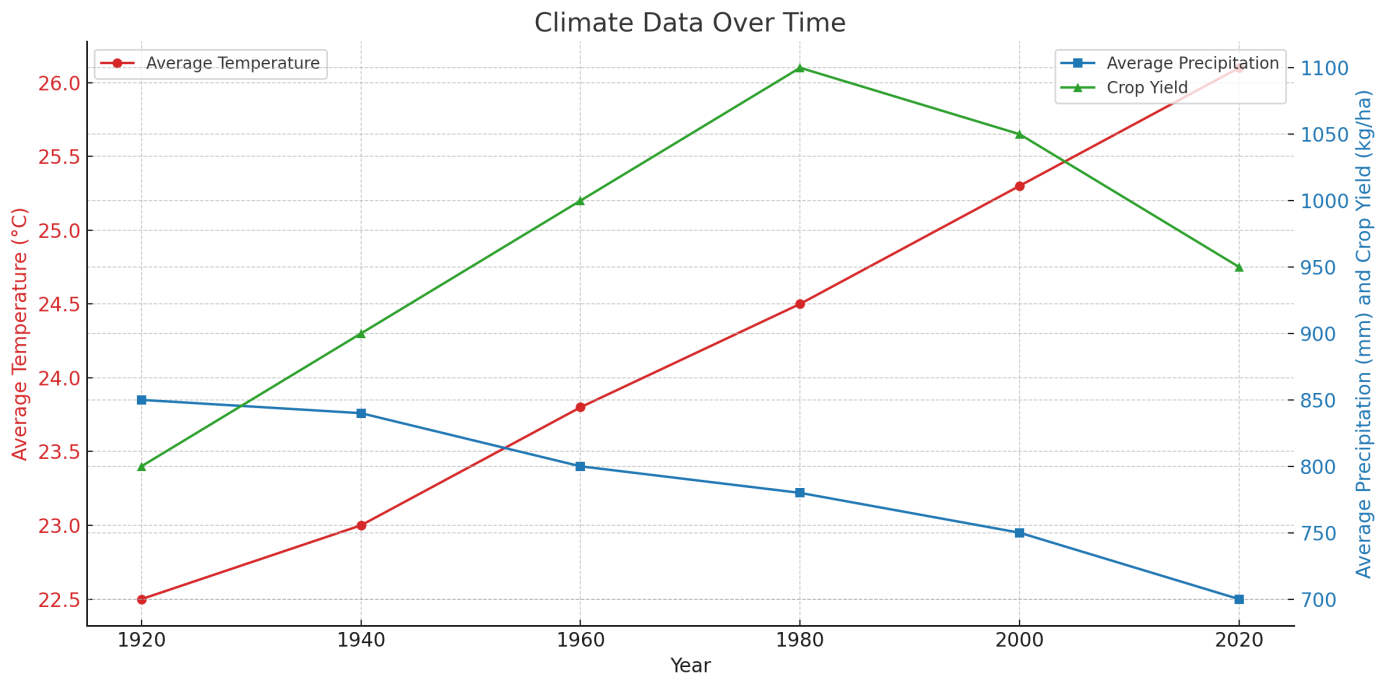 Climate Data Over Time
Average Temperature
Average Precipitation
Crop Yield
Average Temperature (°C)
26.0
25.5
25.0
24.5
24.0
23.5
23.0
22.5
1100
1050
1000
950
900
850
800
750
700
Average Precipitation (mm) and Crop Yield (kg/ha)
1920 1940 1960 1980 2000 2020
Year